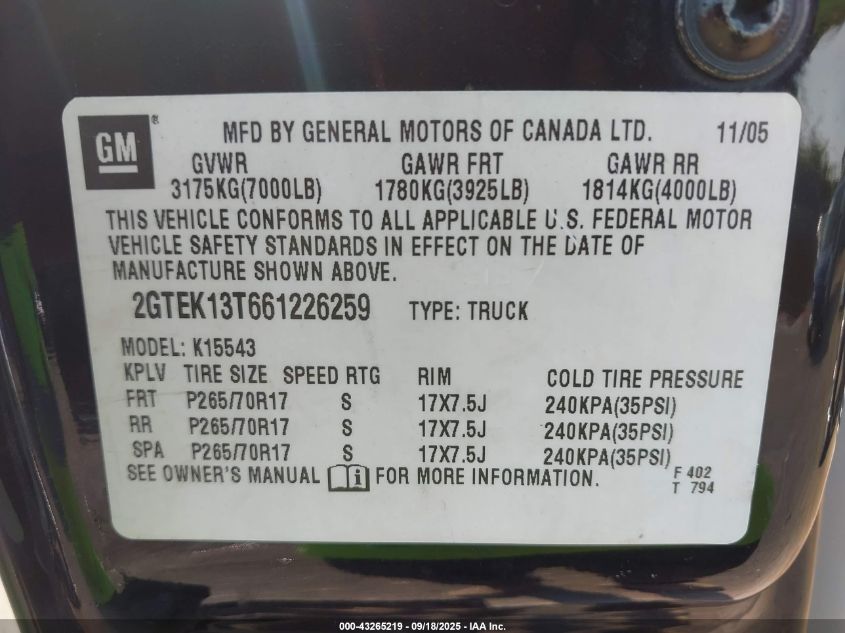 GM ® MFD BY GENERAL MOTORS OF CANADA LTD. 11/05
GVWR GAWR FRT GAWR RR
3175KG(7000LB) 1780KG(3925LB) 1814KG(4000LB)
THIS VEHICLE CONFORMS TO ALL APPLICABLE U.S. FEDERAL MOTOR
VEHICLE SAFETY STANDARDS IN EFFECT ON THE DATE OF
MANUFACTURE SHOWN ABOVE.
2GTEK13T661226259 TYPE: TRUCK
MODEL: K15543
KPLV TIRE SIZE SPEED RTG RIM COLD TIRE PRESSURE
FRT P265/70R17 S 17X7.5J 240KPA(35PSI)
RR P265/70R17 S 17X7.5J 240KPA(35PSI)
SPA P265/70R17 S 17X7.5J 240KPA(35PSI)
SEE OWNER'S MANUAL i FOR MORE INFORMATION. F 402
T 794
000-43265219 - 09/18/2025 - IAA Inc.